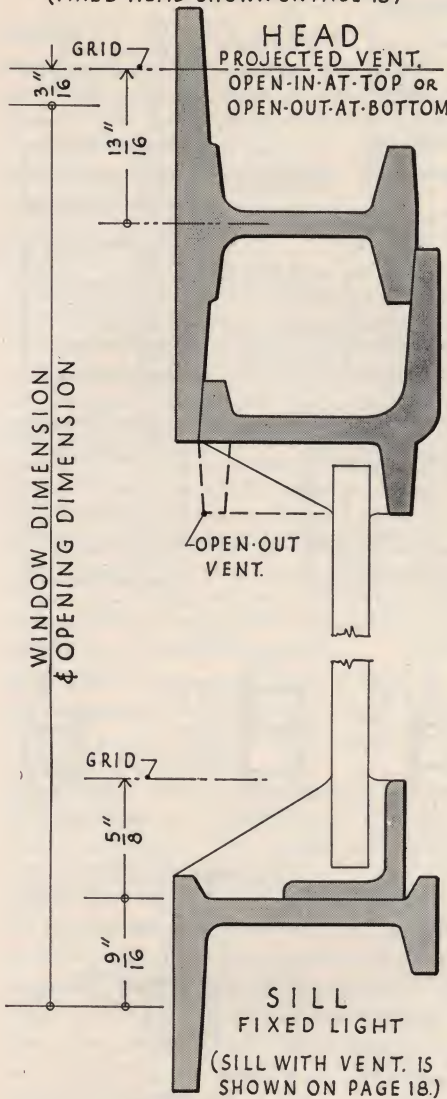 GRID
HEAD
PROJECTED VENT.
OPEN-IN-AT-TOP OR
OPEN-OUT-AT-BOTTOM
3"
16
13"
16
WINDOW DIMENSION
& OPENING DIMENSION
OPEN-OUT
VENT.
GRID
5"
8
9"
16
SILL
FIXED LIGHT
(SILL WITH VENT. IS
SHOWN ON PAGE 18.)